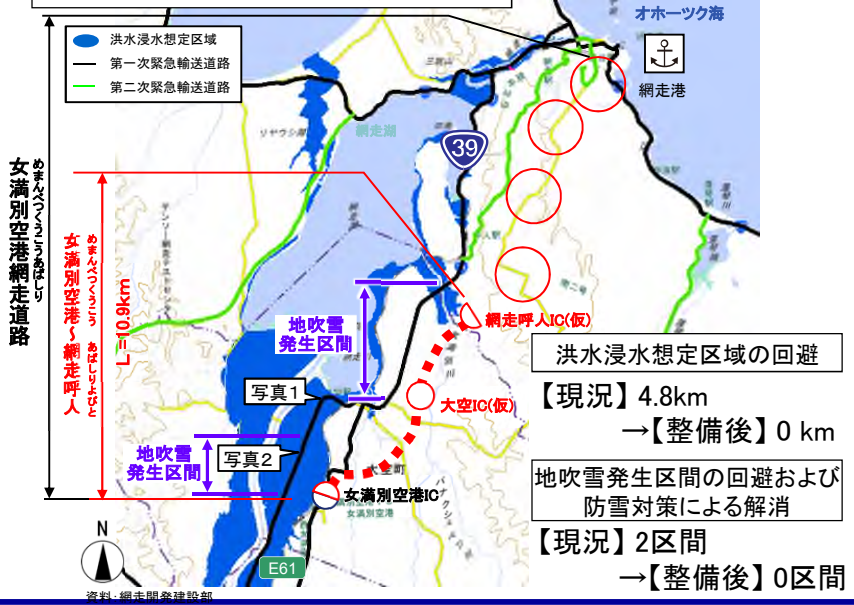 オホーツク海
洪水浸水想定区域
第一次緊急輸送道路
第二次緊急輸送道路
網走港
リヤウシ湖
網走湖
39
めまんべつくうこうあばしり
女満別空港網走道路
めまんべつくうこう あばしりよびと
女満別空港~網走呼人
L=10.9km
地吹雪
発生区間
網走呼人IC(仮)
写真1
大空IC(仮)
地吹雪
発生区間
写真2
大空町
女満別空港IC
女満別空港
N
E61
資料:網走開発建設部
洪水浸水想定区域の回避
【現況】 4.8km
→【整備後】 0 km
地吹雪発生区間の回避および
防雪対策による解消
【現況】 2区間
→【整備後】 0区間